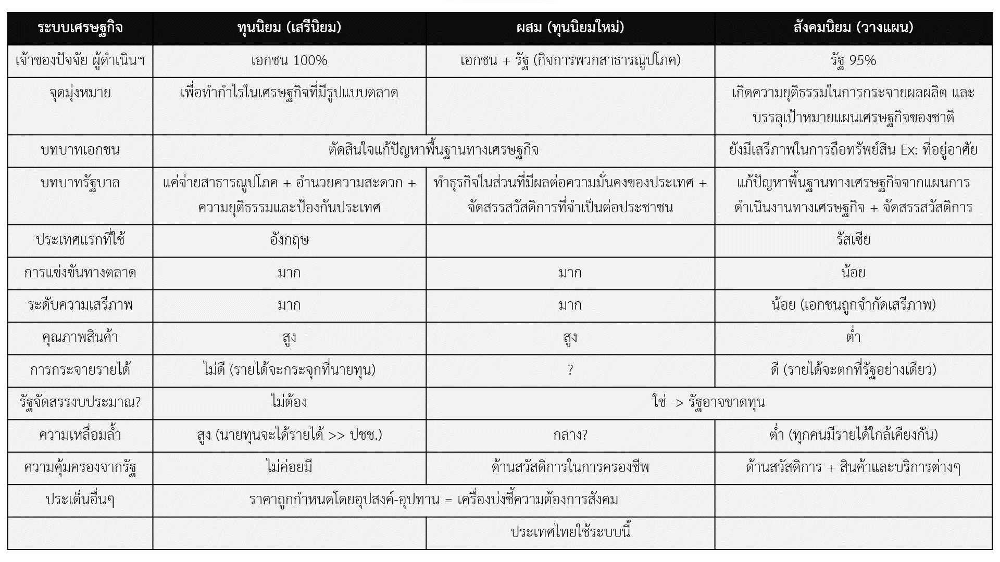 ระบบเศรษฐกิจ ทุนนิยม (เสรีนิยม) ผสม (ทุนนิยมใหม่) สังคมนิยม (วางแผน)
เจ้าของปัจจัย ผู้ดำเนินฯ เอกชน 100% เอกชน + รัฐ (กิจการพวกสาธารณูปโภค) รัฐ 95%
จุดมุ่งหมาย เพื่อทำกำไรในเศรษฐกิจที่มีรูปแบบตลาด เกิดความยุติธรรมในการกระจายผลผลิต และ
บรรลุเป้าหมายแผนเศรษฐกิจของชาติ
บทบาทเอกชน ตัดสินใจแก้ปัญหาพื้นฐานทางเศรษฐกิจ ยังมีเสรีภาพในการถือทรัพย์สิน Ex: ที่อยู่อาศัย
บทบาทรัฐบาล แค่จ่ายสาธารณูปโภค + อำนวยความสะดวก + ทำธุรกิจในส่วนที่มีผลต่อความมั่นคงของประเทศ + แก้ปัญหาพื้นฐานทางเศรษฐกิจจากแผนการ
ความยุติธรรมและป้องกันประเทศ จัดสรรสวัสดิการที่จำเป็นต่อประชาชน ดำเนินงานทางเศรษฐกิจ + จัดสรรสวัสดิการ
ประเทศแรกที่ใช้ อังกฤษ รัสเซีย
การแข่งขันทางตลาด มาก มาก น้อย
ระดับความเสรีภาพ มาก มาก น้อย (เอกชนถูกจำกัดเสรีภาพ)
คุณภาพสินค้า สูง สูง ต่ำ
การกระจายรายได้ ไม่ดี (รายได้จะกระจุกที่นายทุน) ? ดี (รายได้จะตกที่รัฐอย่างเดียว)
รัฐจัดสรรงบประมาณ? ไม่ต้อง ใช่ -> รัฐอาจขาดทุน
ความเหลื่อมล้ำ สูง (นายทุนจะได้รายได้ >> ปชช.) กลาง? ต่ำ (ทุกคนมีรายได้ใกล้เคียงกัน)
ความคุ้มครองจากรัฐ ไม่ค่อยมี ด้านสวัสดิการในการครองชีพ ด้านสวัสดิการ + สินค้าและบริการต่างๆ
ประเด็นอื่นๆ ราคาถูกกำหนดโดยอุปสงค์-อุปทาน = เครื่องบ่งชี้ความต้องการสังคม
ประเทศไทยใช้ระบบนี้